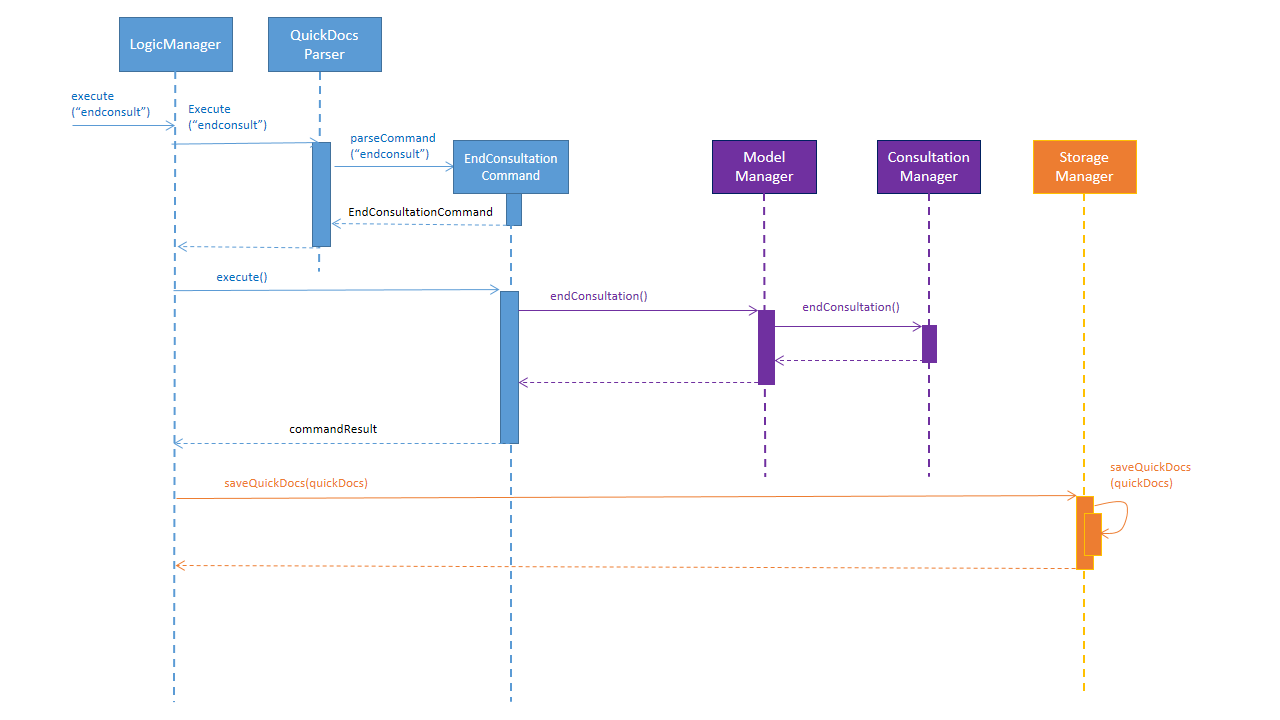 LogicManager
QuickDocs
Parser
execute
(“endconsult”)
Execute
(“endconsult”)
parseCommand
(“endconsult”)
EndConsultation
Command
Model
Manager
Consultation
Manager
Storage
Manager
EndConsultationCommand
execute()
endConsultation()
endConsultation()
commandResult
saveQuickDocs
(quickDocs)
saveQuickDocs(quickDocs)